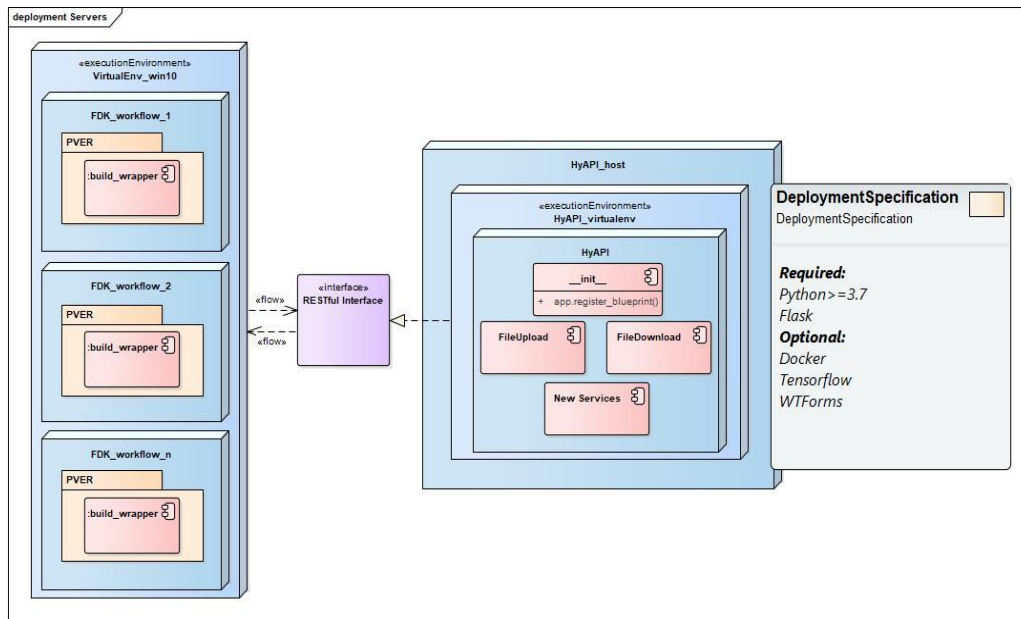 deployment Servers
«executionEnvironment»
VirtualEnv_win10
FDK_workflow_1
PVER
:build_wrapper
FDK_workflow_2
PVER
:build_wrapper
FDK_workflow_n
PVER
:build_wrapper
«flow»
«flow»
«interface»
RESTful Interface
HyAPI_host
«executionEnvironment»
HyAPI_virtualenv
HyAPI
__init__
+ app.register_blueprint()
FileUpload
FileDownload
New Services
DeploymentSpecification
DeploymentSpecification
Required:
Python>=3.7
Flask
Optional:
Docker
Tensorflow
WTForms